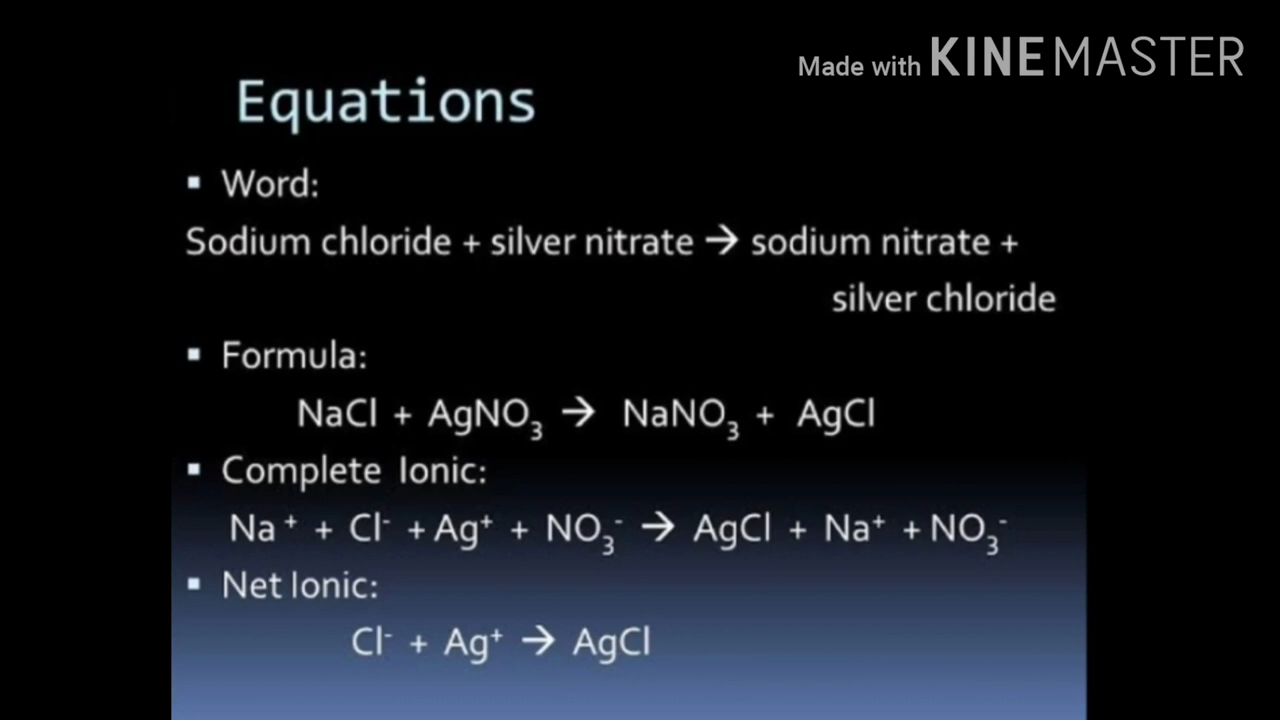 Made with KINEMASTER
Equations
▪ Word:
Sodium chloride + silver nitrate → sodium nitrate +
silver chloride
▪ Formula:
NaCl + AgNO₃ → NaNO₃ + AgCl
▪ Complete Ionic:
Na⁺ + Cl⁻ + Ag⁺ + NO₃⁻ → AgCl + Na⁺ + NO₃⁻
▪ Net Ionic:
Cl⁻ + Ag⁺ → AgCl